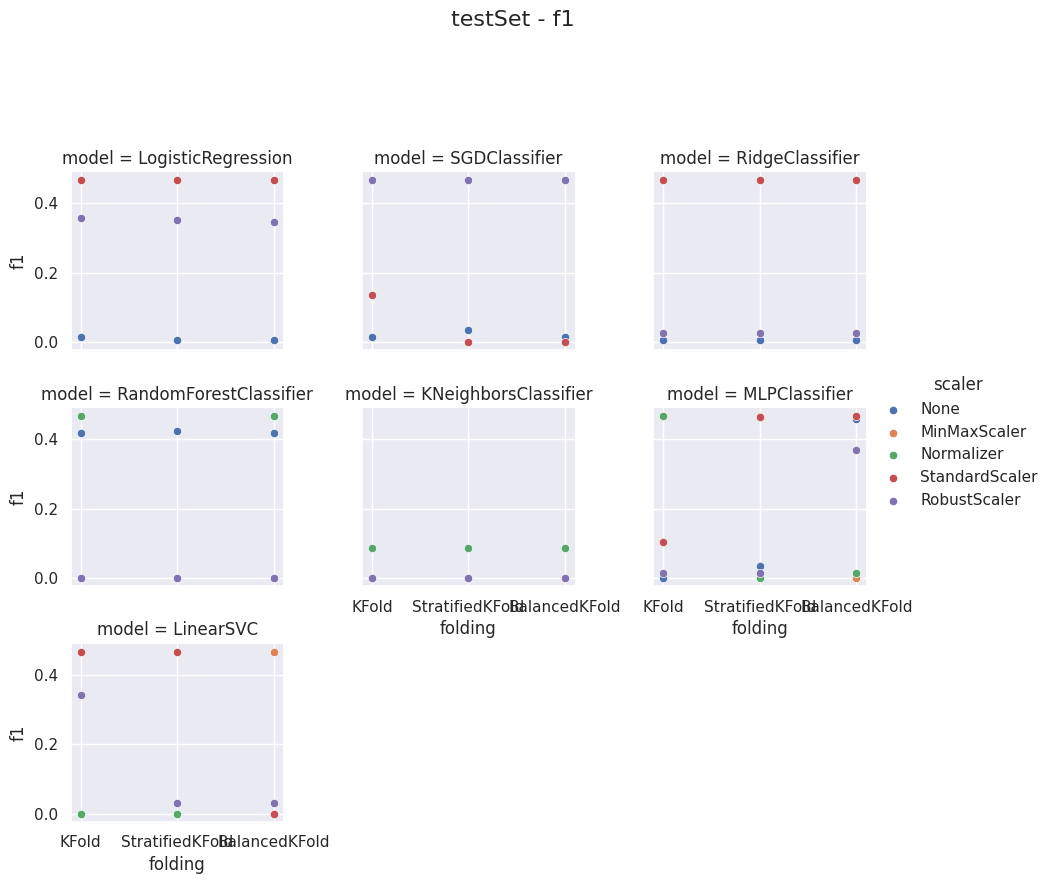 testSet - f1
model = LogisticRegression
model = SGDClassifier
model = RidgeClassifier
f1
0.4
0.2
0.0
model = RandomForestClassifier
model = KNeighborsClassifier
model = MLPClassifier
f1
0.4
0.2
0.0
KFold StratifiedKFold BalancedKFold
folding
KFold StratifiedKFold BalancedKFold
folding
scaler
None
MinMaxScaler
Normalizer
StandardScaler
RobustScaler
model = LinearSVC
f1
0.4
0.2
0.0
KFold StratifiedKFold BalancedKFold
folding